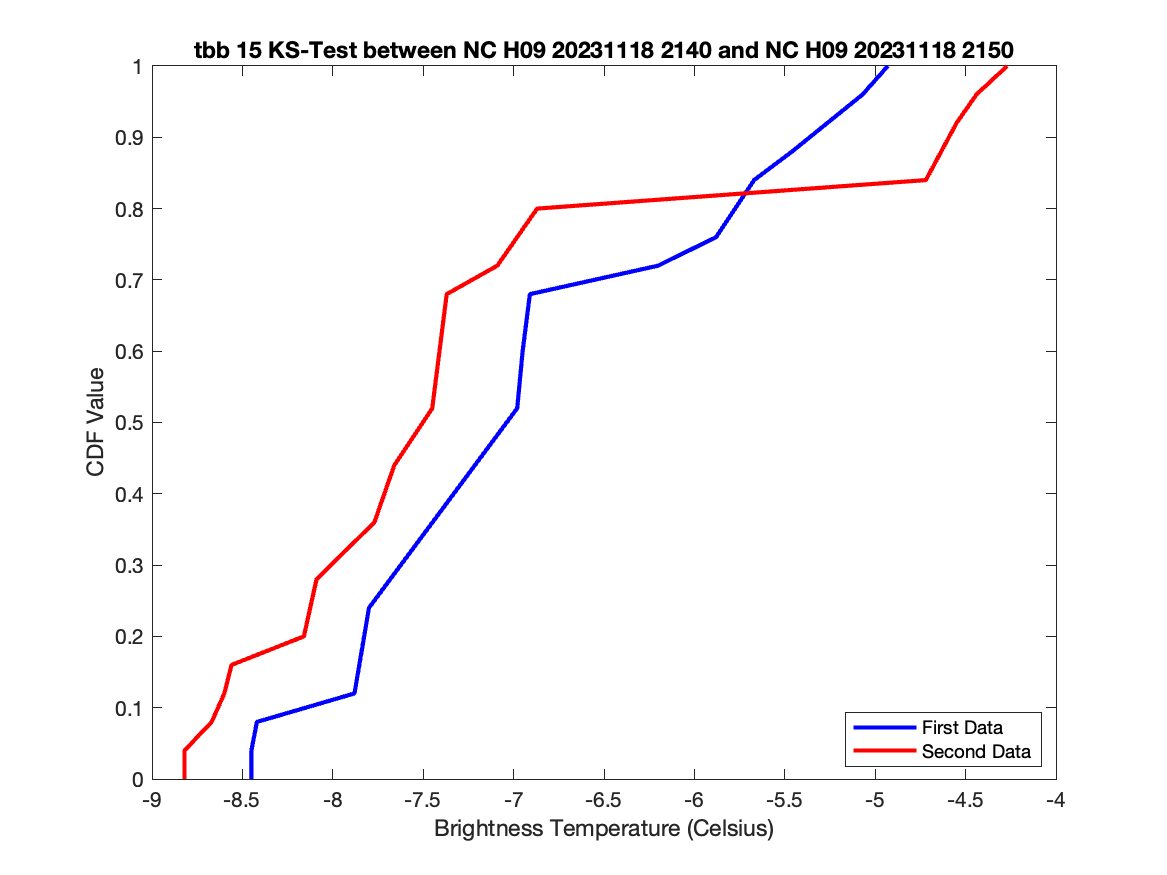 tbb 15 KS-Test between NC H09 20231118 2140 and NC H09 20231118 2150
1
0.9
0.8
0.7
0.6
0.5
0.4
0.3
0.2
0.1
0
CDF Value
First Data
Second Data
-9 -8.5 -8 -7.5 -7 -6.5 -6 -5.5 -5 -4.5 -4
Brightness Temperature (Celsius)